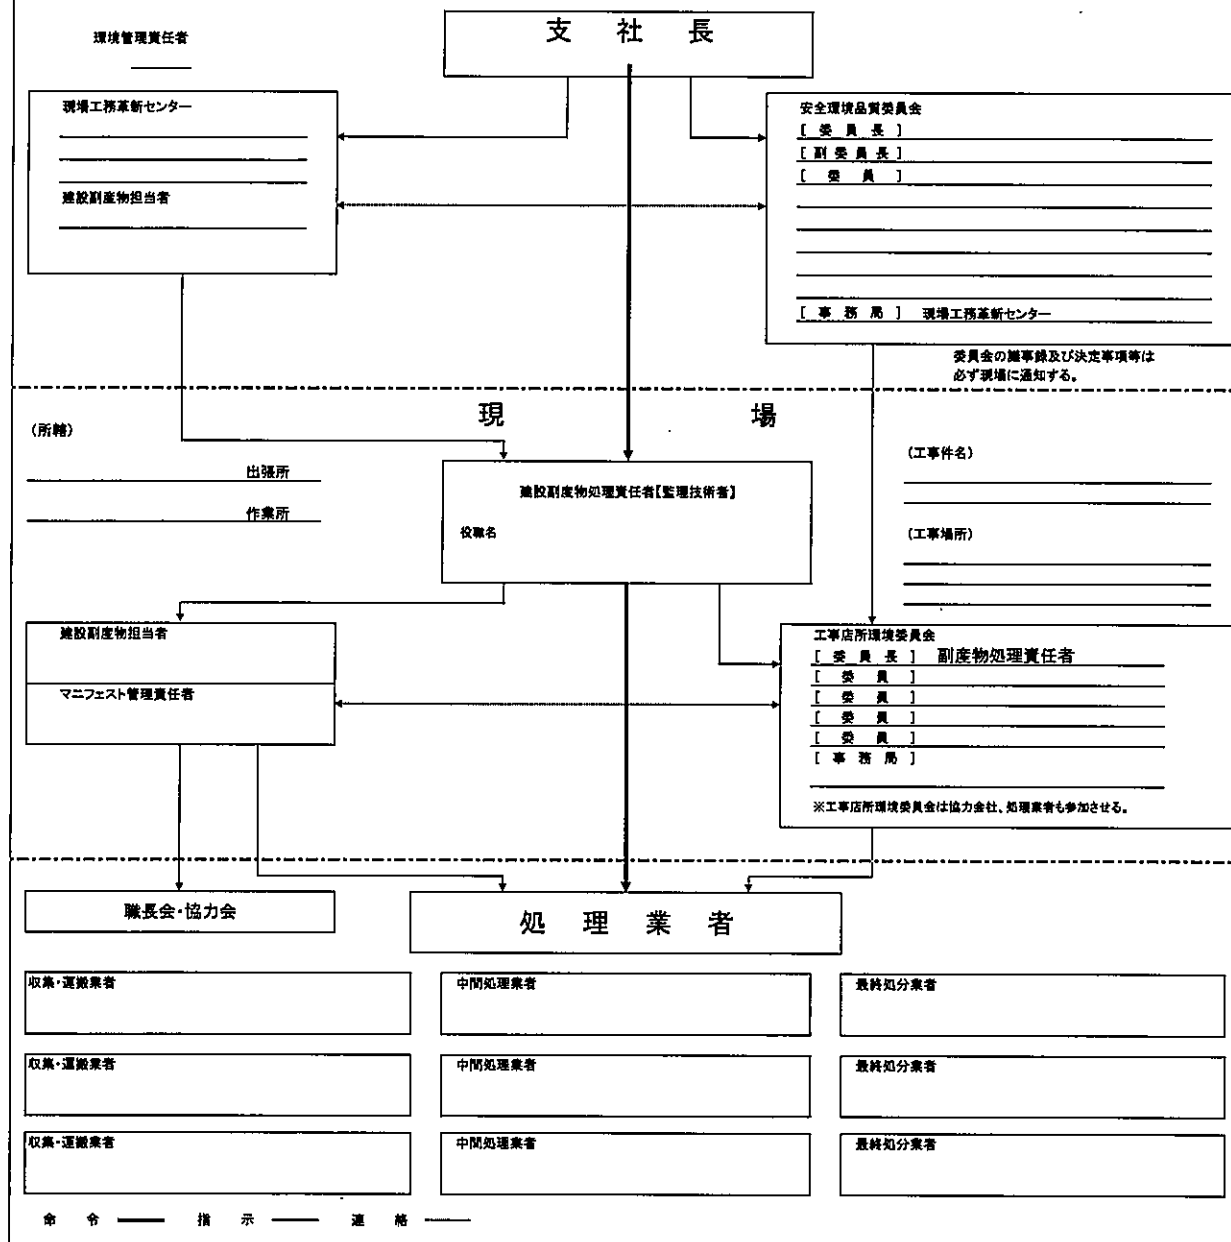 支社長
環境管理責任者
現場工務革新センター
建設副産物担当者
安全環境品質委員会
[委員長]
[副委員長]
[委員]
[事務局] 現場工務革新センター
委員会の議事録及び決定事項等は
必ず現場に通知する。
現場
(所轄)
出張所
作業所
建設副産物処理責任者【監理技術者】
役職名
(工事件名)
(工事場所)
建設副産物担当者
マニフェスト管理責任者
工事店所環境委員会
[委員長] 副産物処理責任者
[委員]
[委員]
[委員]
[委員]
[事務局]
※工事店所環境委員会は協力会社、処理業者も参加させる。
職長会・協力会
処理業者
収集・運搬業者 中間処理業者 最終処分業者
収集・運搬業者 中間処理業者 最終処分業者
収集・運搬業者 中間処理業者 最終処分業者
命令 指示 連絡